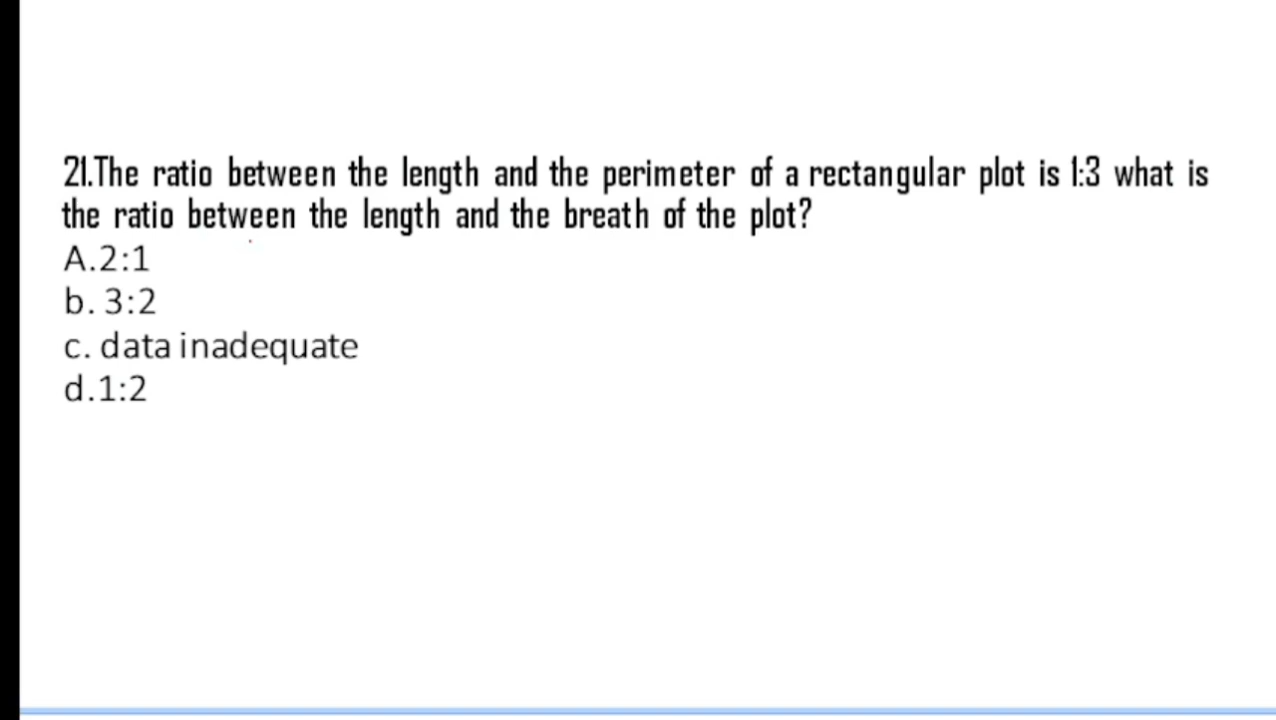 21.The ratio between the length and the perimeter of a rectangular plot is 1:3 what is
the ratio between the length and the breath of the plot?
A.2:1
b. 3:2
c. data inadequate
d.1:2